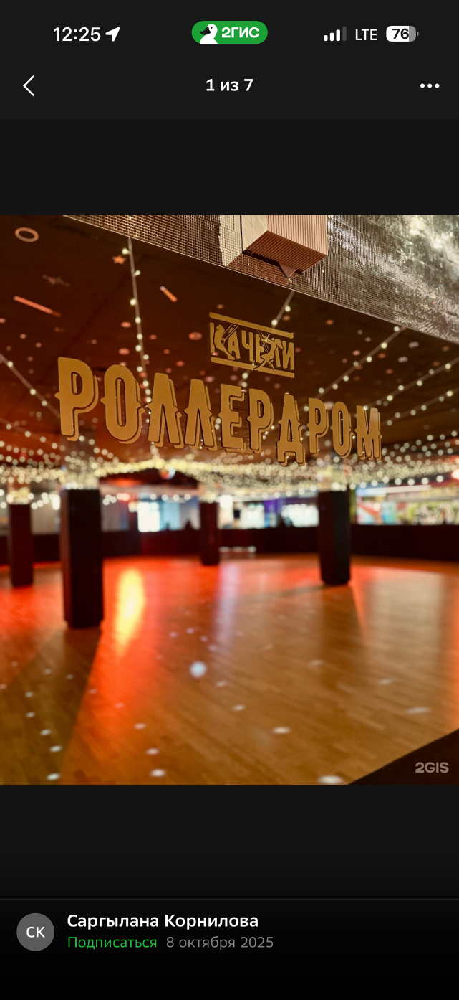 12:25
2ГИС
LTE
76
1 из 7
КАЧЕЛИ
РОЛЛЕРДРОМ
2GIS
СК
Саргылана Корнилова
Подписаться 8 октября 2025